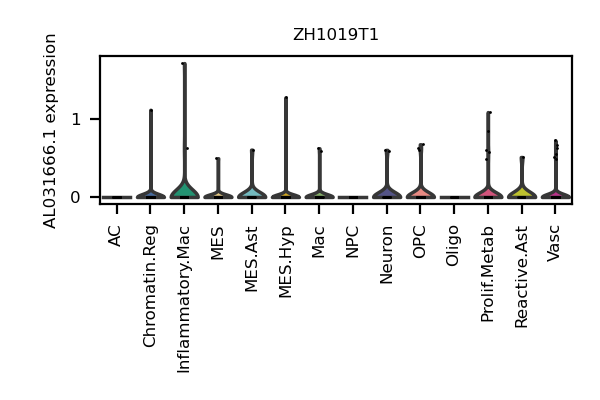 ZH1019T1
AL031666.1 expression
1
0
AC
Chromatin.Reg
Inflammatory.Mac
MES
MES.Ast
MES.Hyp
Mac
NPC
Neuron
OPC
Oligo
Prolif.Metab
Reactive.Ast
Vasc